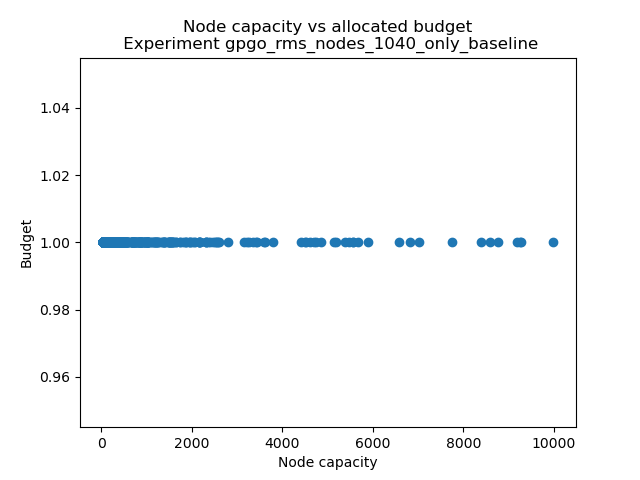 Node capacity vs allocated budget
Experiment gpgo_rms_nodes_1040_only_baseline
1.04
1.02
1.00
0.98
0.96
Budget
0
2000
4000
6000
8000
10000
Node capacity